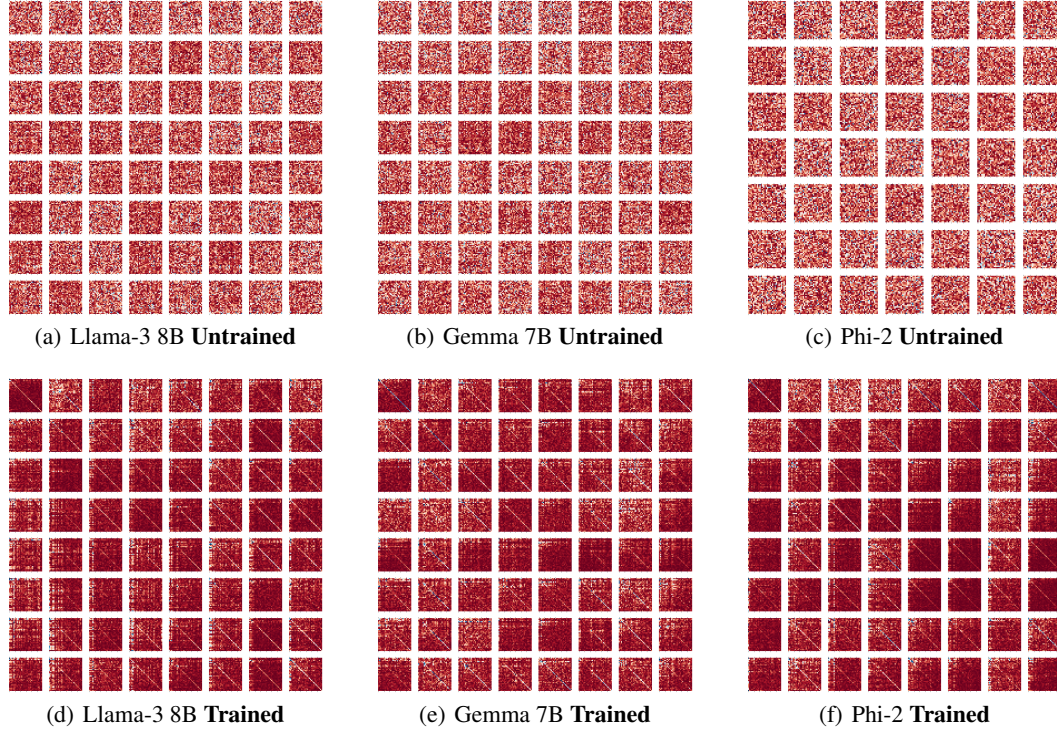 (a) Llama-3 8B Untrained
(b) Gemma 7B Untrained
(c) Phi-2 Untrained
(d) Llama-3 8B Trained
(e) Gemma 7B Trained
(f) Phi-2 Trained